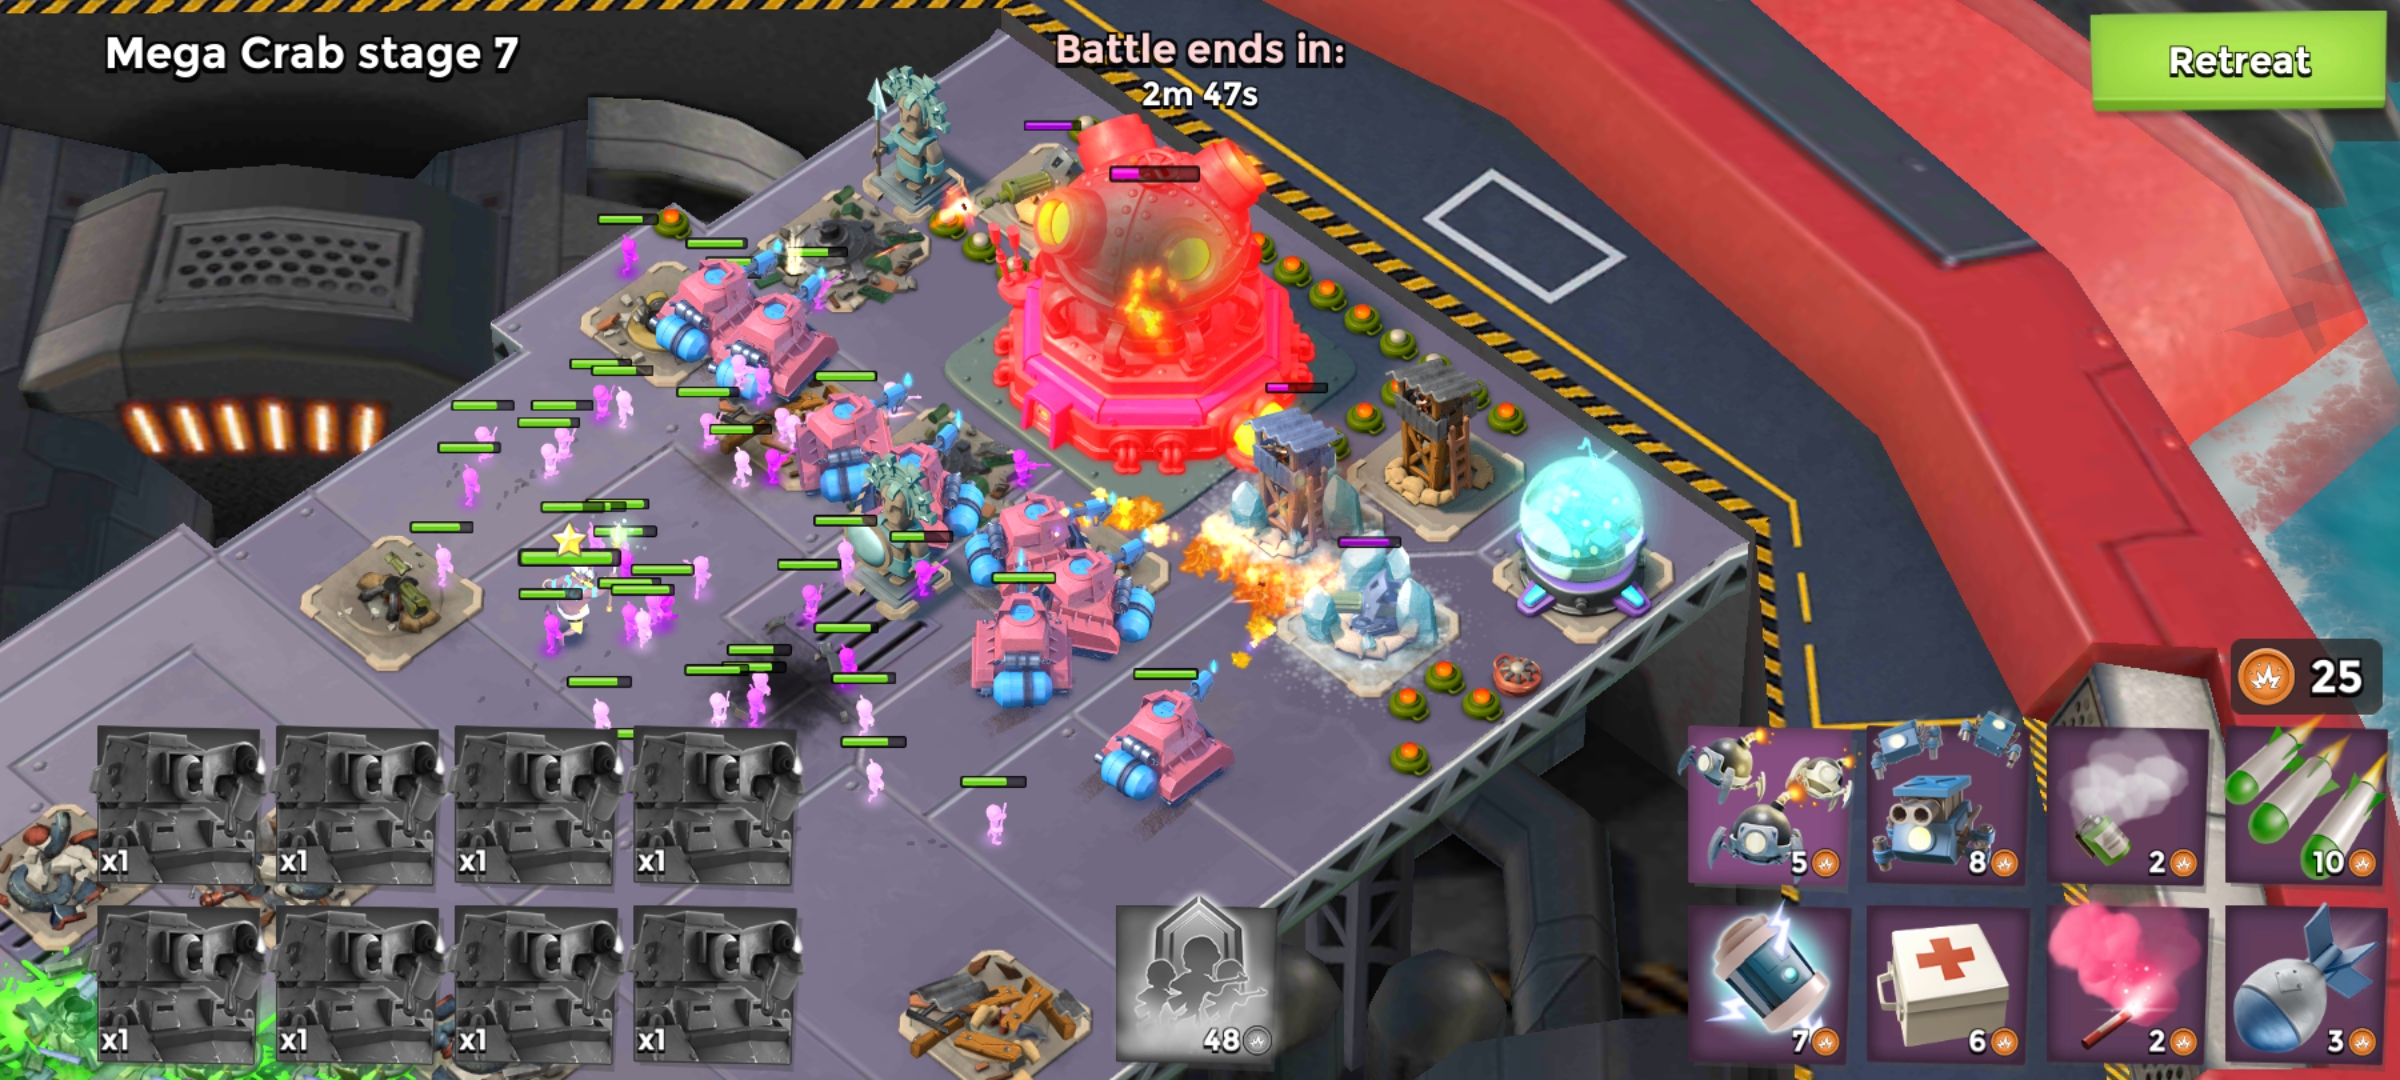 Mega Crab stage 7
Battle ends in:
2m 47s
Retreat
25
x1
x1
x1
x1
5
8
2
10
x1
x1
x1
x1
48
7
6
2
3